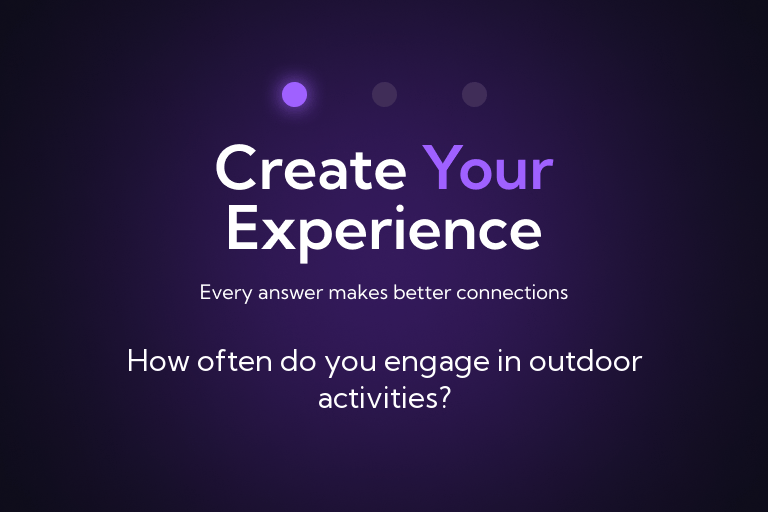 Create Your
Experience
Every answer makes better connections
How often do you engage in outdoor
activities?